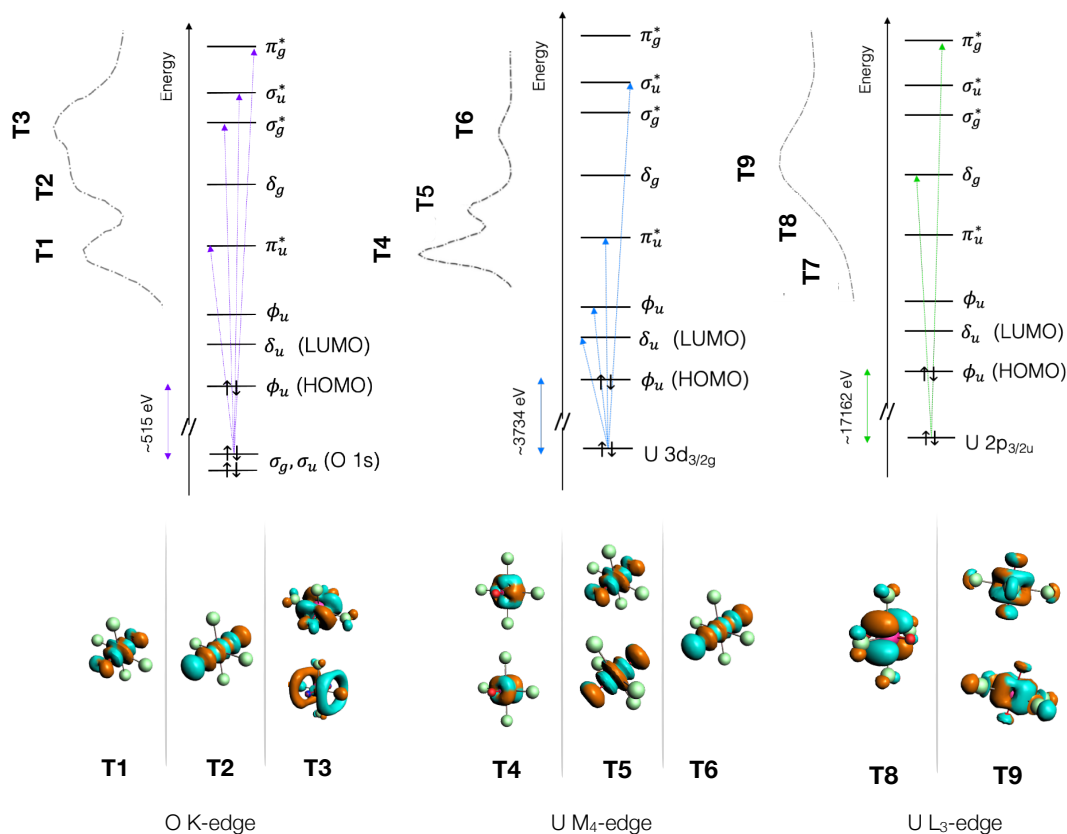 Energy
T3
T2
T1
π*g
σ*u
σ*g
δg
π*u
ϕu
δu (LUMO)
ϕu (HOMO)
~515 eV
σg, σu (O 1s)
Energy
T6
T5
T4
π*g
σ*u
σ*g
δg
π*u
ϕu
δu (LUMO)
ϕu (HOMO)
~3734 eV
U 3d3/2g
Energy
T9
T8
T7
π*g
σ*u
σ*g
δg
π*u
ϕu
δu (LUMO)
ϕu (HOMO)
~17162 eV
U 2p3/2u
T1 T2 T3
T4 T5 T6
T8 T9
O K-edge
U M4-edge
U L3-edge